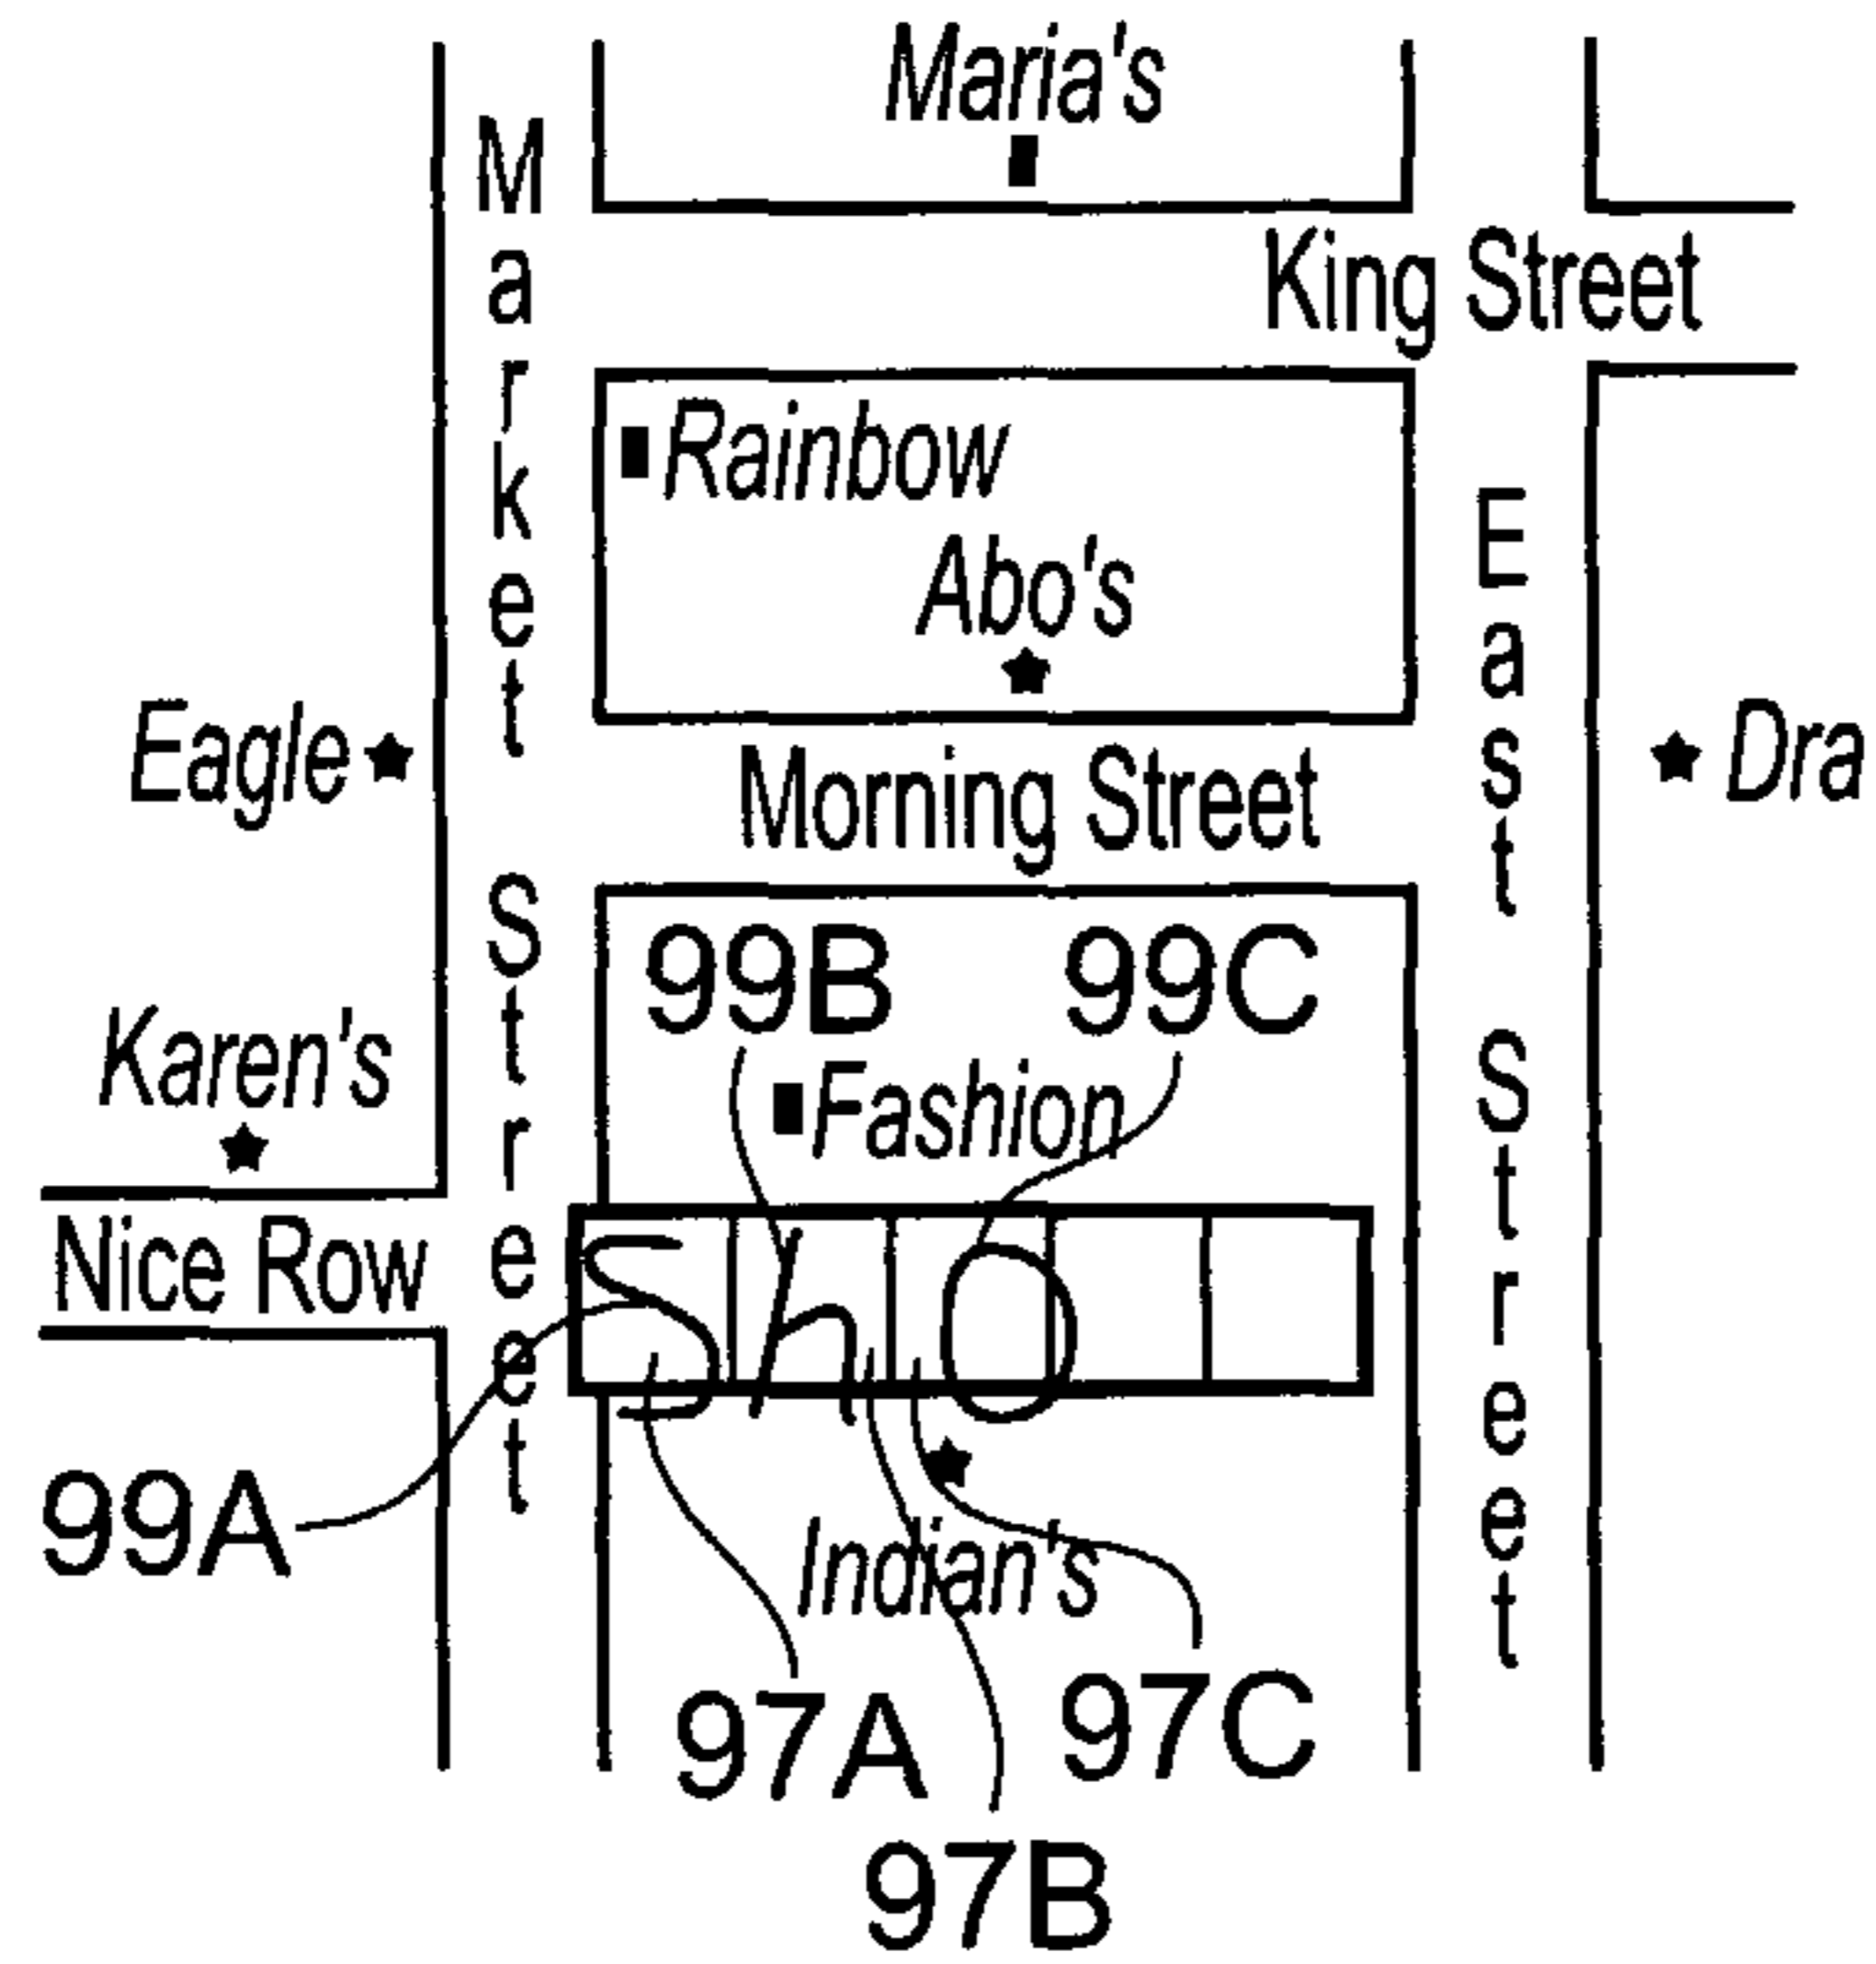 Maria's
Market Street
King Street
Rainbow
Abo's
East Street
Eagle
Dra
Morning Street
99B 99C
Karen's
Fashion
Nice Row
Sho
99A
Indian's
97A 97C
97B